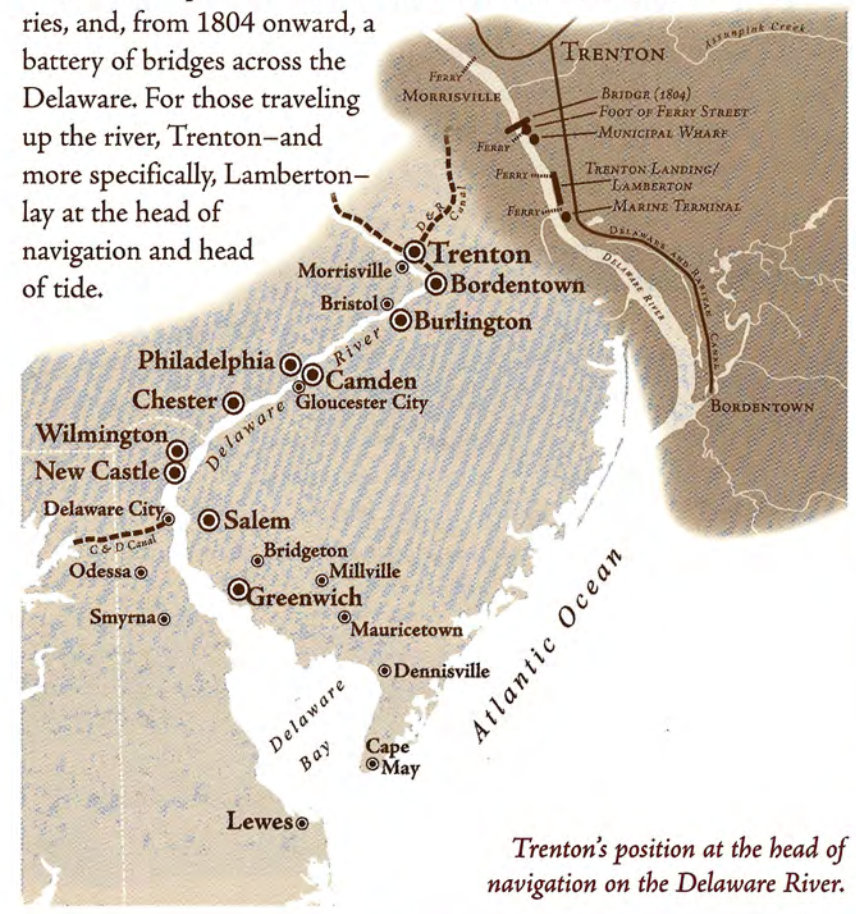 ries, and, from 1804 onward, a
battery of bridges across the
Delaware. For those traveling
up the river, Trenton—and
more specifically, Lamberton—
lay at the head of
navigation and head
of tide.
Assunpink Creek
TRENTON
FERRY
MORRISVILLE
BRIDGE (1804)
FOOT OF FERRY STREET
MUNICIPAL WHARF
FERRY
FERRY
TRENTON LANDING/
LAMBERTON
FERRY
MARINE TERMINAL
DELAWARE AND RARITAN CANAL
DELAWARE RIVER
BORDENTOWN
D & R
Canal
Trenton
Morrisville
Bordentown
Bristol
Burlington
Delaware River
Philadelphia
Camden
Gloucester City
Chester
Wilmington
New Castle
Delaware City
C & D Canal
Salem
Odessa
Bridgeton
Millville
Greenwich
Smyrna
Mauricetown
Dennisville
Atlantic Ocean
Delaware
Bay
Cape
May
Lewes
Trenton's position at the head of
navigation on the Delaware River.